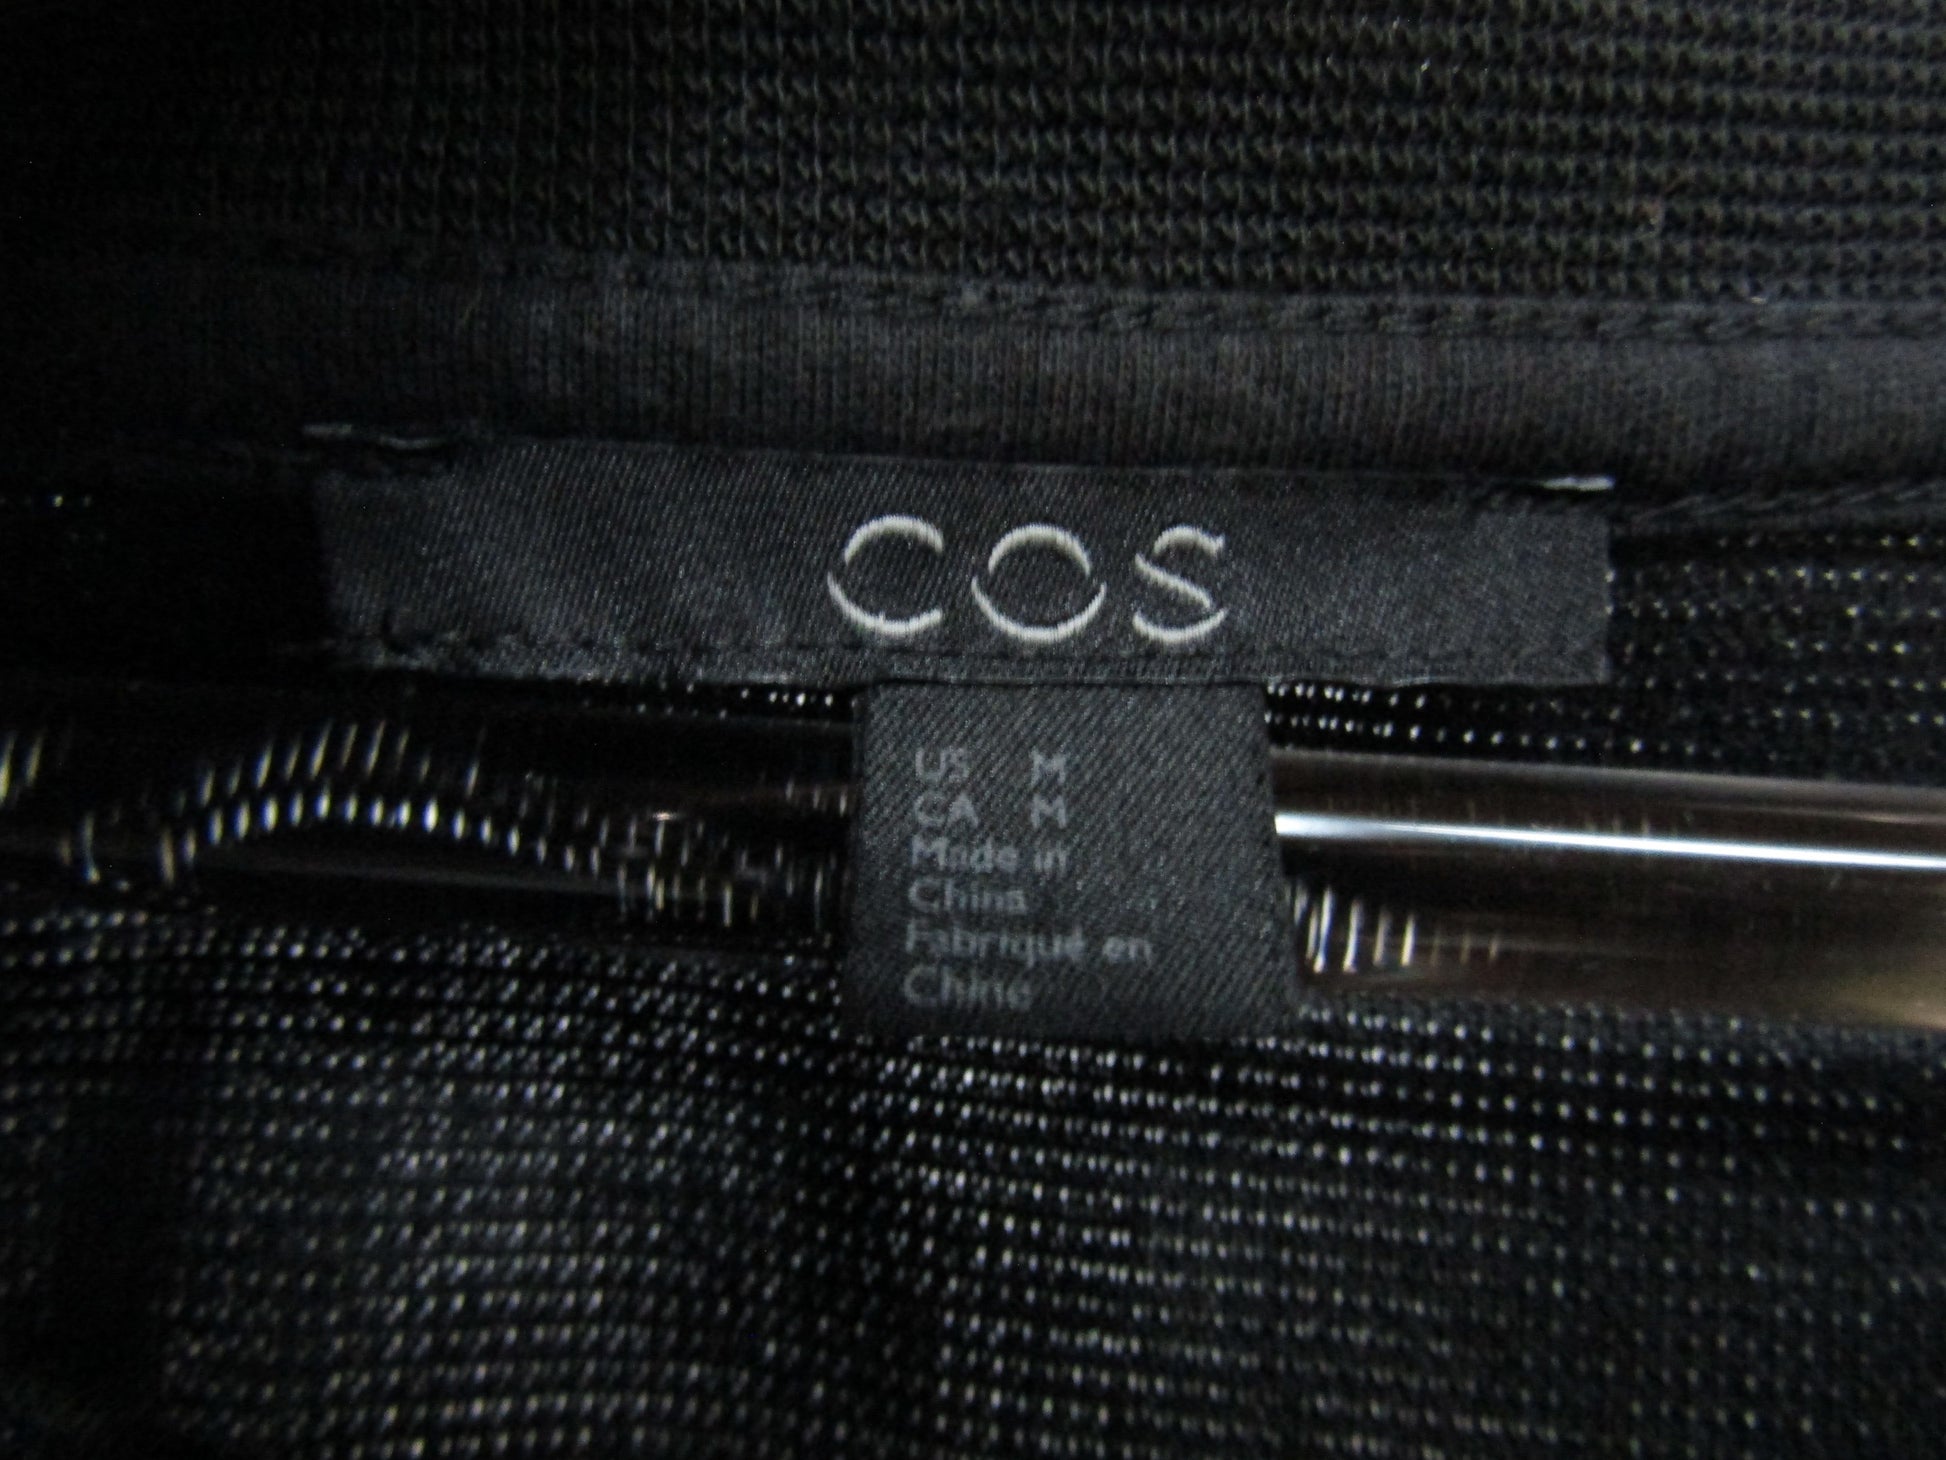 COS
US M
CA M
Made in
China
Fabriqué en
Chine